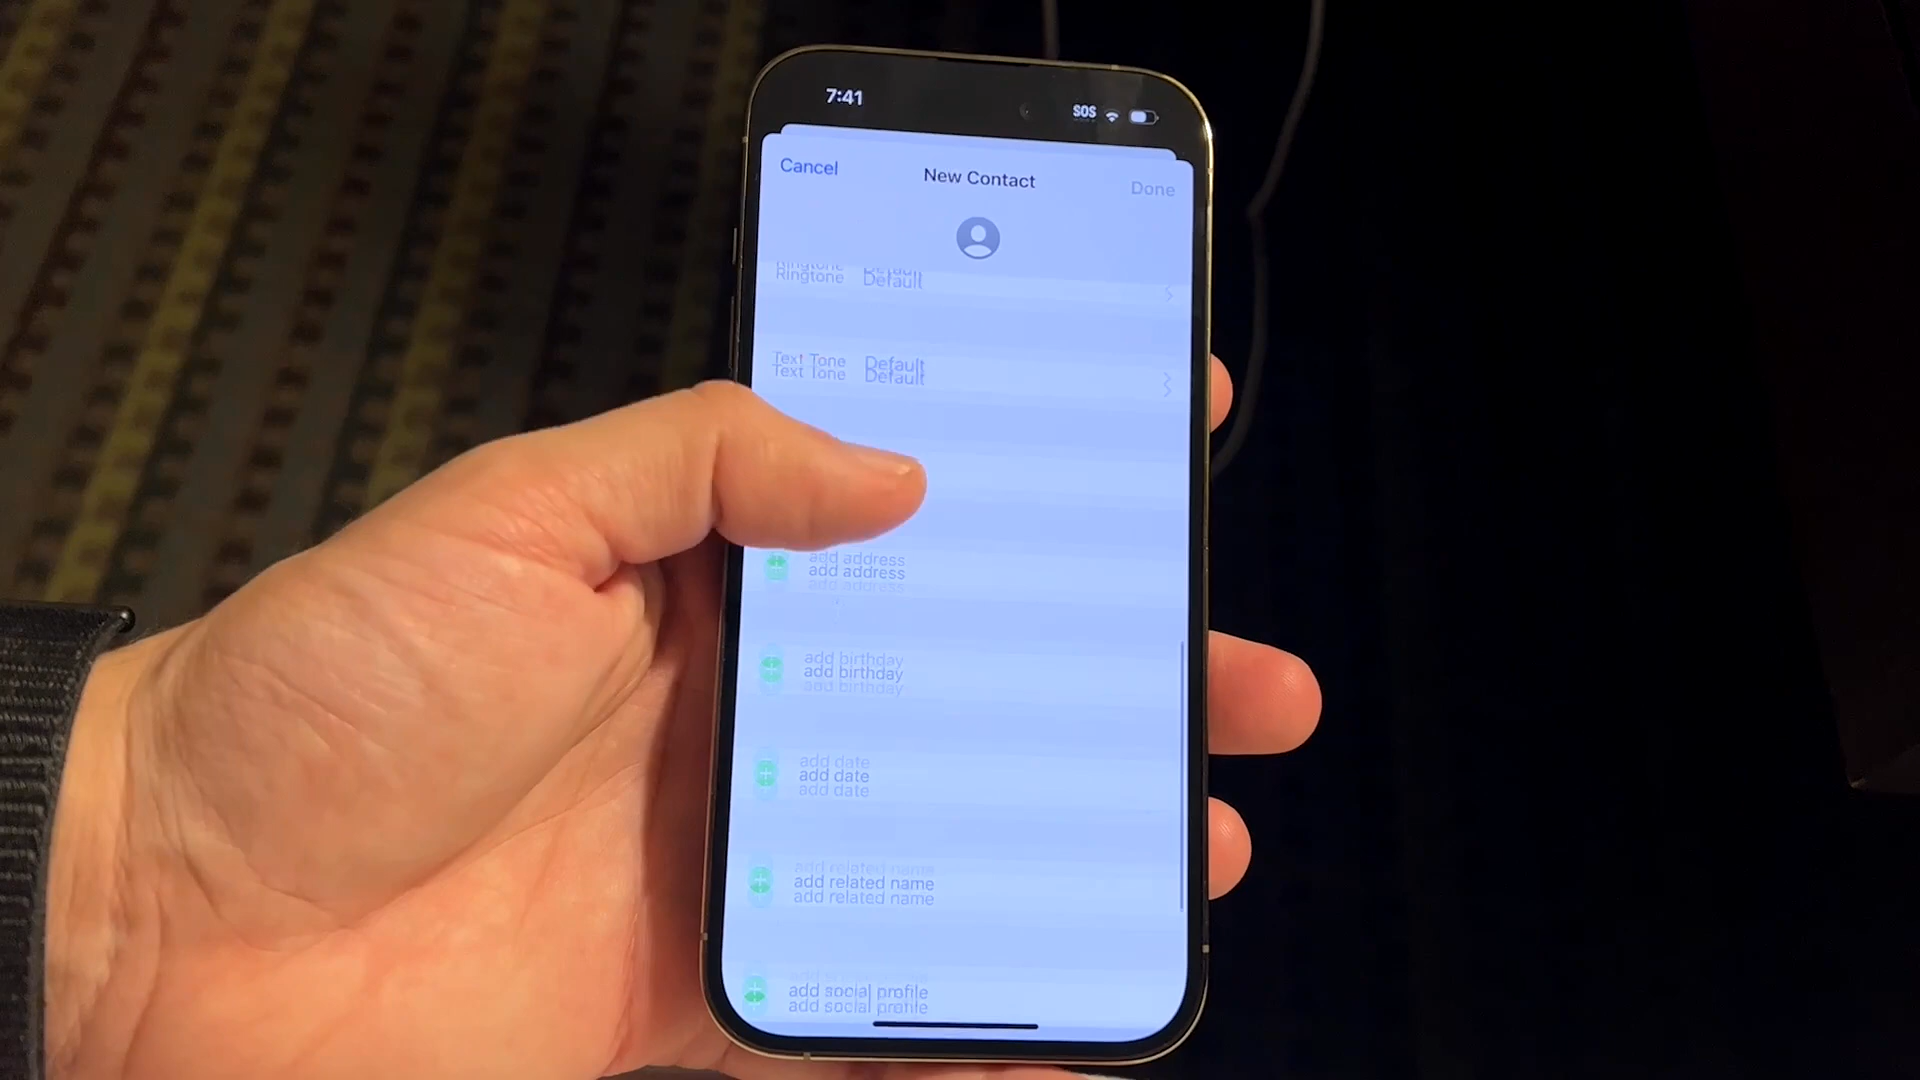 7:41
SOS
Cancel
New Contact
Done
Ringtone Default
Text Tone Default
add address
add birthday
add date
add related name
add social profile